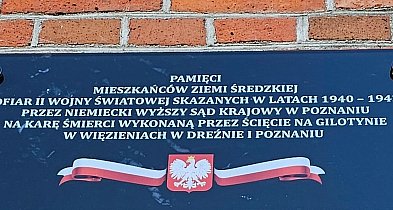 PAMIĘCI
MIESZKAŃCÓW ZIEMI ŚREDZKIEJ
OFIAR II WOJNY ŚWIATOWEJ SKAZANYCH W LATACH 1940 – 194
PRZEZ NIEMIECKI WYŻSZY SĄD KRAJOWY W POZNANIU
NA KARĘ ŚMIERCI WYKONANĄ PRZEZ ŚCIĘCIE NA GILOTYNIE
W WIĘZIENIACH W DREŹNIE I POZNANIU